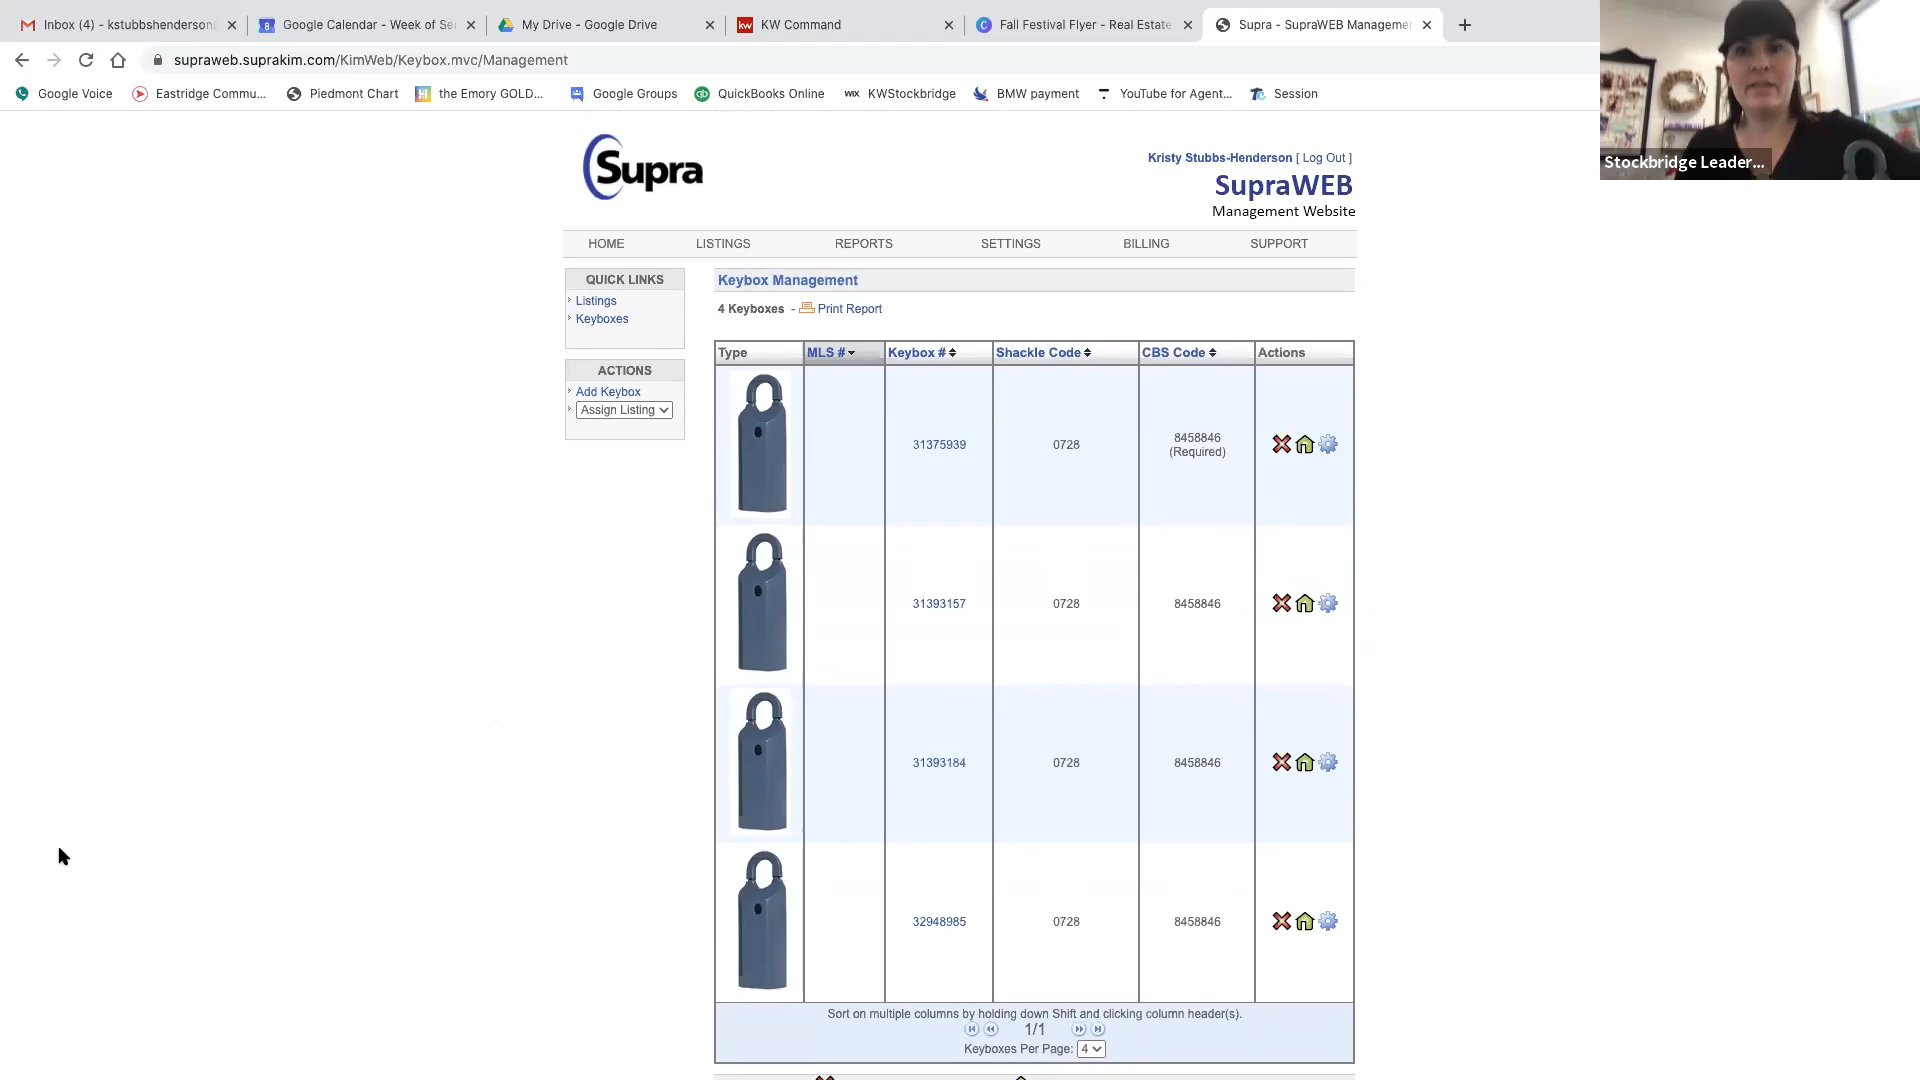 Inbox (4) - kstubbshenderson
Google Calendar - Week of Se
My Drive - Google Drive
KW Command
Fall Festival Flyer - Real Estate
Supra - SupraWEB Managemen
supraweb.suprakim.com/KimWeb/Keybox.mvc/Management
Google Voice
Eastridge Commu...
Piedmont Chart
the Emory GOLD...
Google Groups
QuickBooks Online
WIX KWStockbridge
BMW payment
YouTube for Agent...
Session
Stockbridge Leader...
Supra
Kristy Stubbs-Henderson [ Log Out ]
SupraWEB
Management Website
HOME LISTINGS REPORTS SETTINGS BILLING SUPPORT
QUICK LINKS
Listings
Keyboxes
ACTIONS
Add Keybox
Assign Listing
Keybox Management
4 Keyboxes - Print Report
Type MLS # Keybox # Shackle Code CBS Code Actions
31375939 0728 8458846
(Required)
31393157 0728 8458846
31393184 0728 8458846
32948985 0728 8458846
Sort on multiple columns by holding down Shift and clicking column header(s).
1/1
Keyboxes Per Page: 4